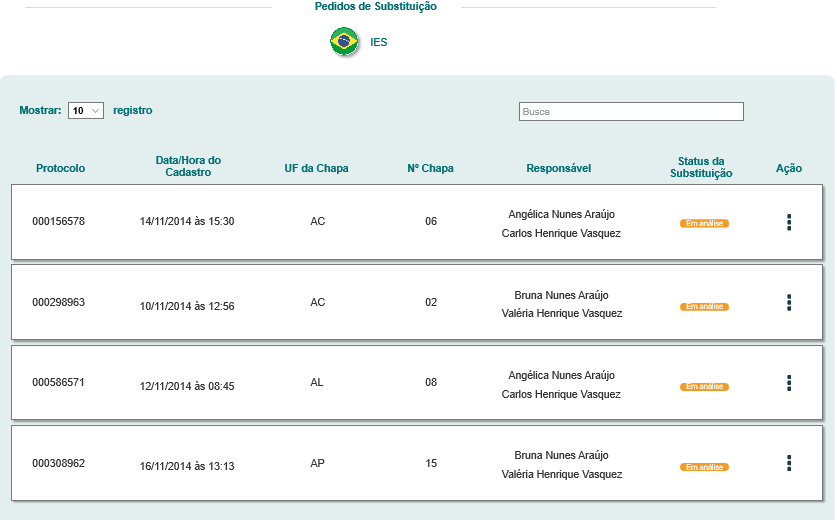 Pedidos de Substituição
IES
Mostrar: 10 registro
Busca
Protocolo
Data/Hora do
Cadastro
UF da Chapa
Nº Chapa
Responsável
Status da
Substituição
Ação
000156578
14/11/2014 às 15:30
AC
06
Angélica Nunes Araújo
Carlos Henrique Vasquez
Em análise
000298963
10/11/2014 às 12:56
AC
02
Bruna Nunes Araújo
Valéria Henrique Vasquez
Em análise
000586571
12/11/2014 às 08:45
AL
08
Angélica Nunes Araújo
Carlos Henrique Vasquez
Em análise
000308962
16/11/2014 às 13:13
AP
15
Bruna Nunes Araújo
Valéria Henrique Vasquez
Em análise